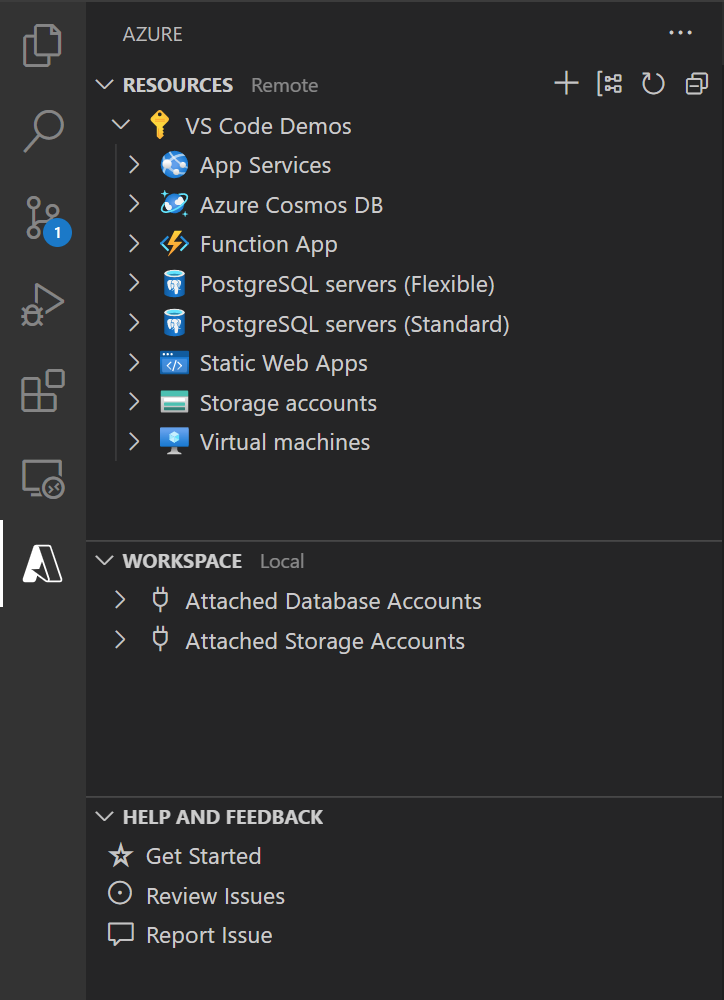 AZURE
RESOURCES Remote
VS Code Demos
App Services
Azure Cosmos DB
1
Function App
PostgreSQL servers (Flexible)
PostgreSQL servers (Standard)
Static Web Apps
Storage accounts
Virtual machines
WORKSPACE Local
Attached Database Accounts
Attached Storage Accounts
HELP AND FEEDBACK
Get Started
Review Issues
Report Issue